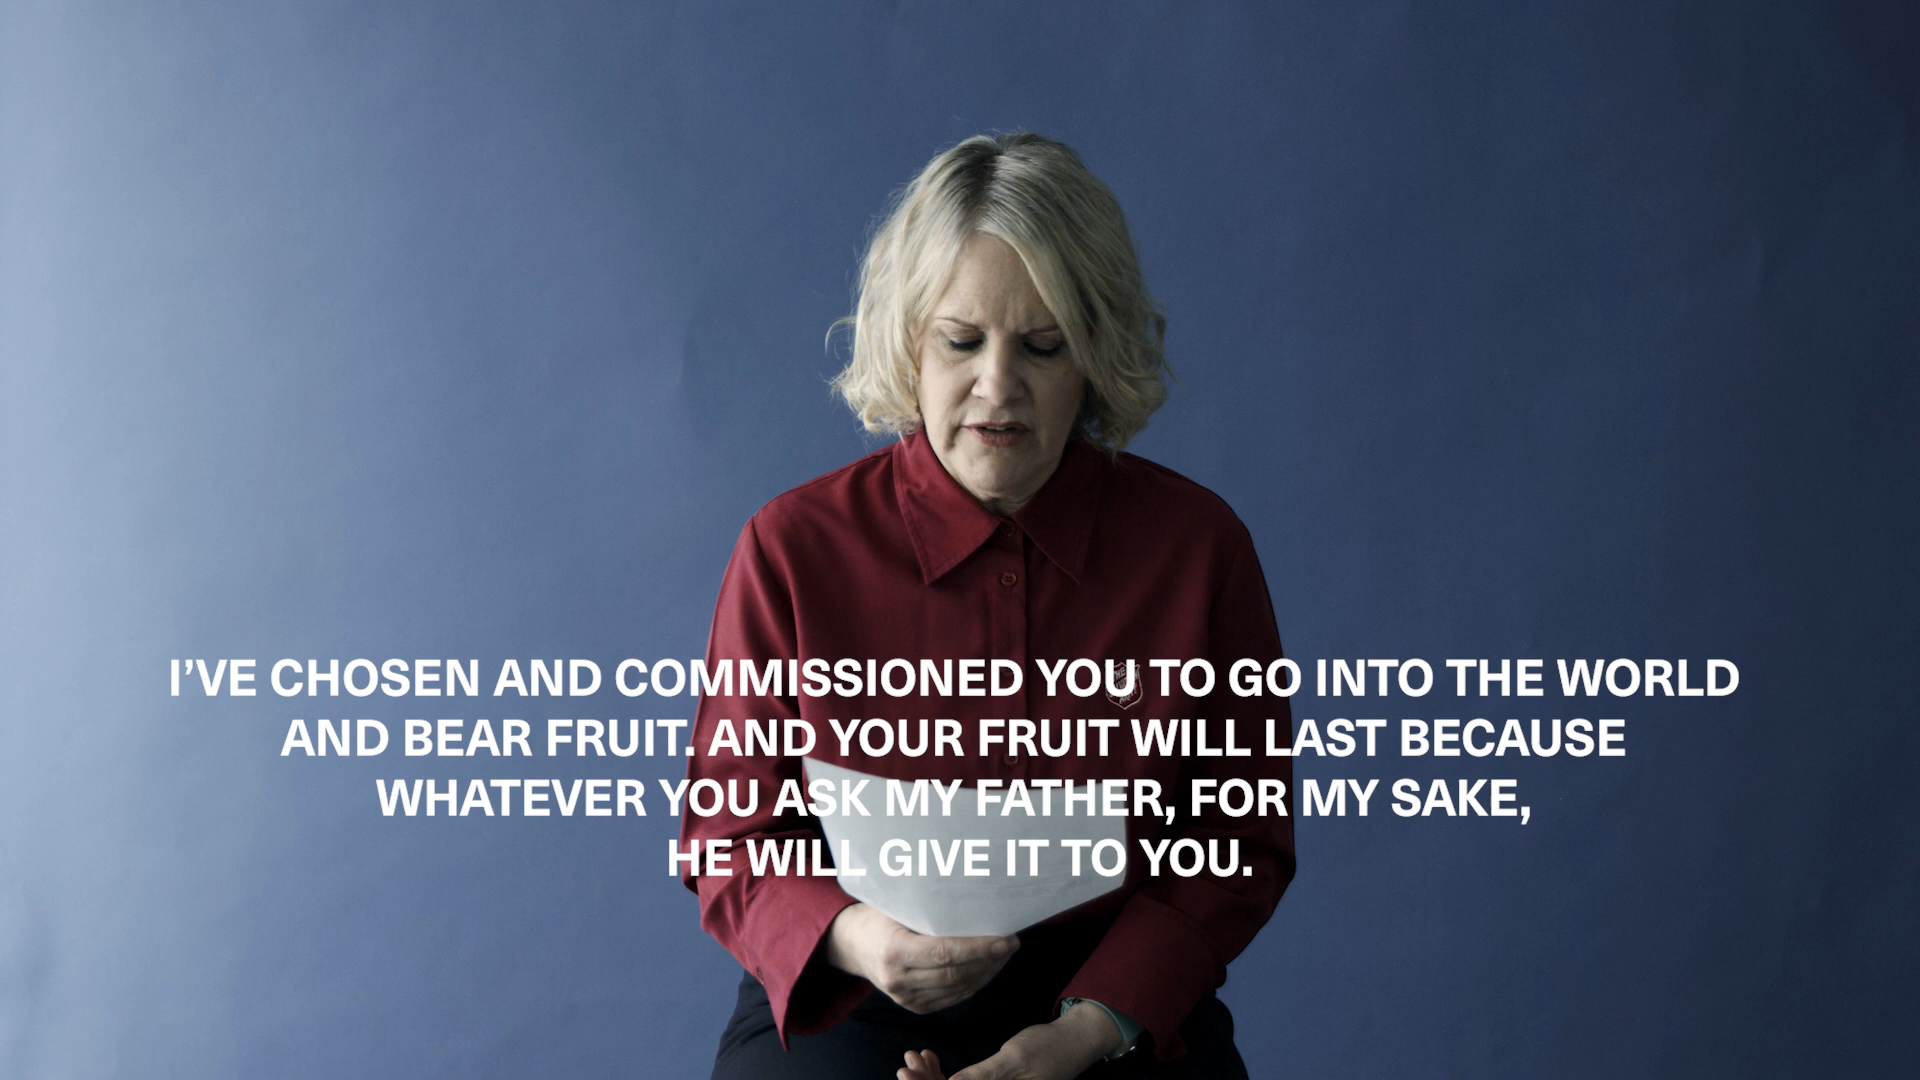 I’VE CHOSEN AND COMMISSIONED YOU TO GO INTO THE WORLD
AND BEAR FRUIT. AND YOUR FRUIT WILL LAST BECAUSE
WHATEVER YOU ASK MY FATHER, FOR MY SAKE,
HE WILL GIVE IT TO YOU.